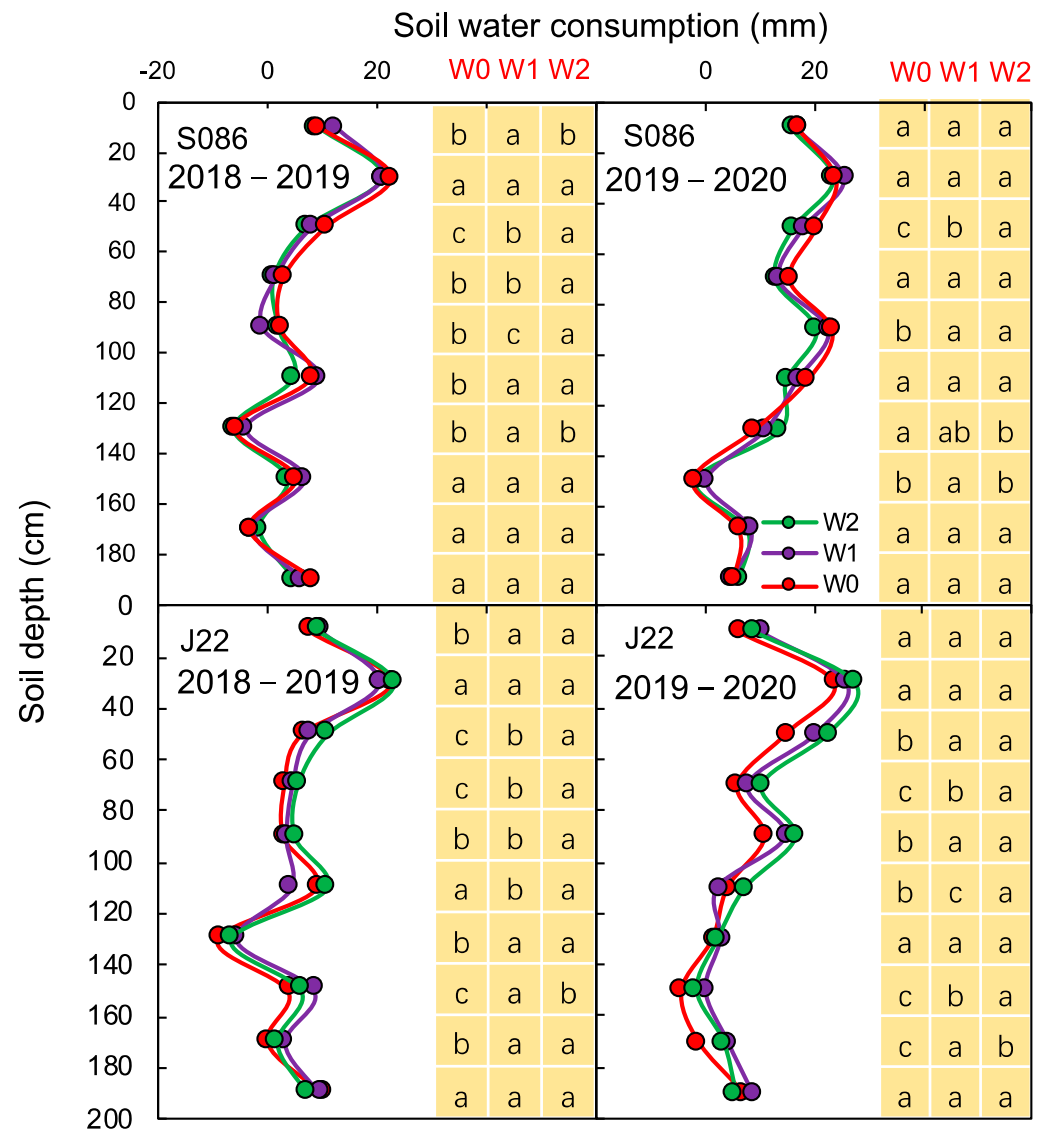 Soil water consumption (mm)
-20 0 20 W0 W1 W2 0 20 W0 W1 W2
Soil depth (cm)
0
20
40
60
80
100
120
140
160
180
0
20
40
60
80
100
120
140
160
180
200
S086
2018 – 2019
b a b
a a a
c b a
b b a
b c a
b a a
b a b
a a a
a a a
a a a
S086
2019 – 2020
a a a
a a a
c b a
a a a
b a a
a a a
a ab b
b a b
a a a
a a a
W2
W1
W0
J22
2018 – 2019
b a a
a a a
c b a
c b a
b b a
a b a
b a a
c a b
b a a
a a a
J22
2019 – 2020
a a a
a a a
b a a
c b a
b a a
b c a
a a a
c b a
c a b
a a a